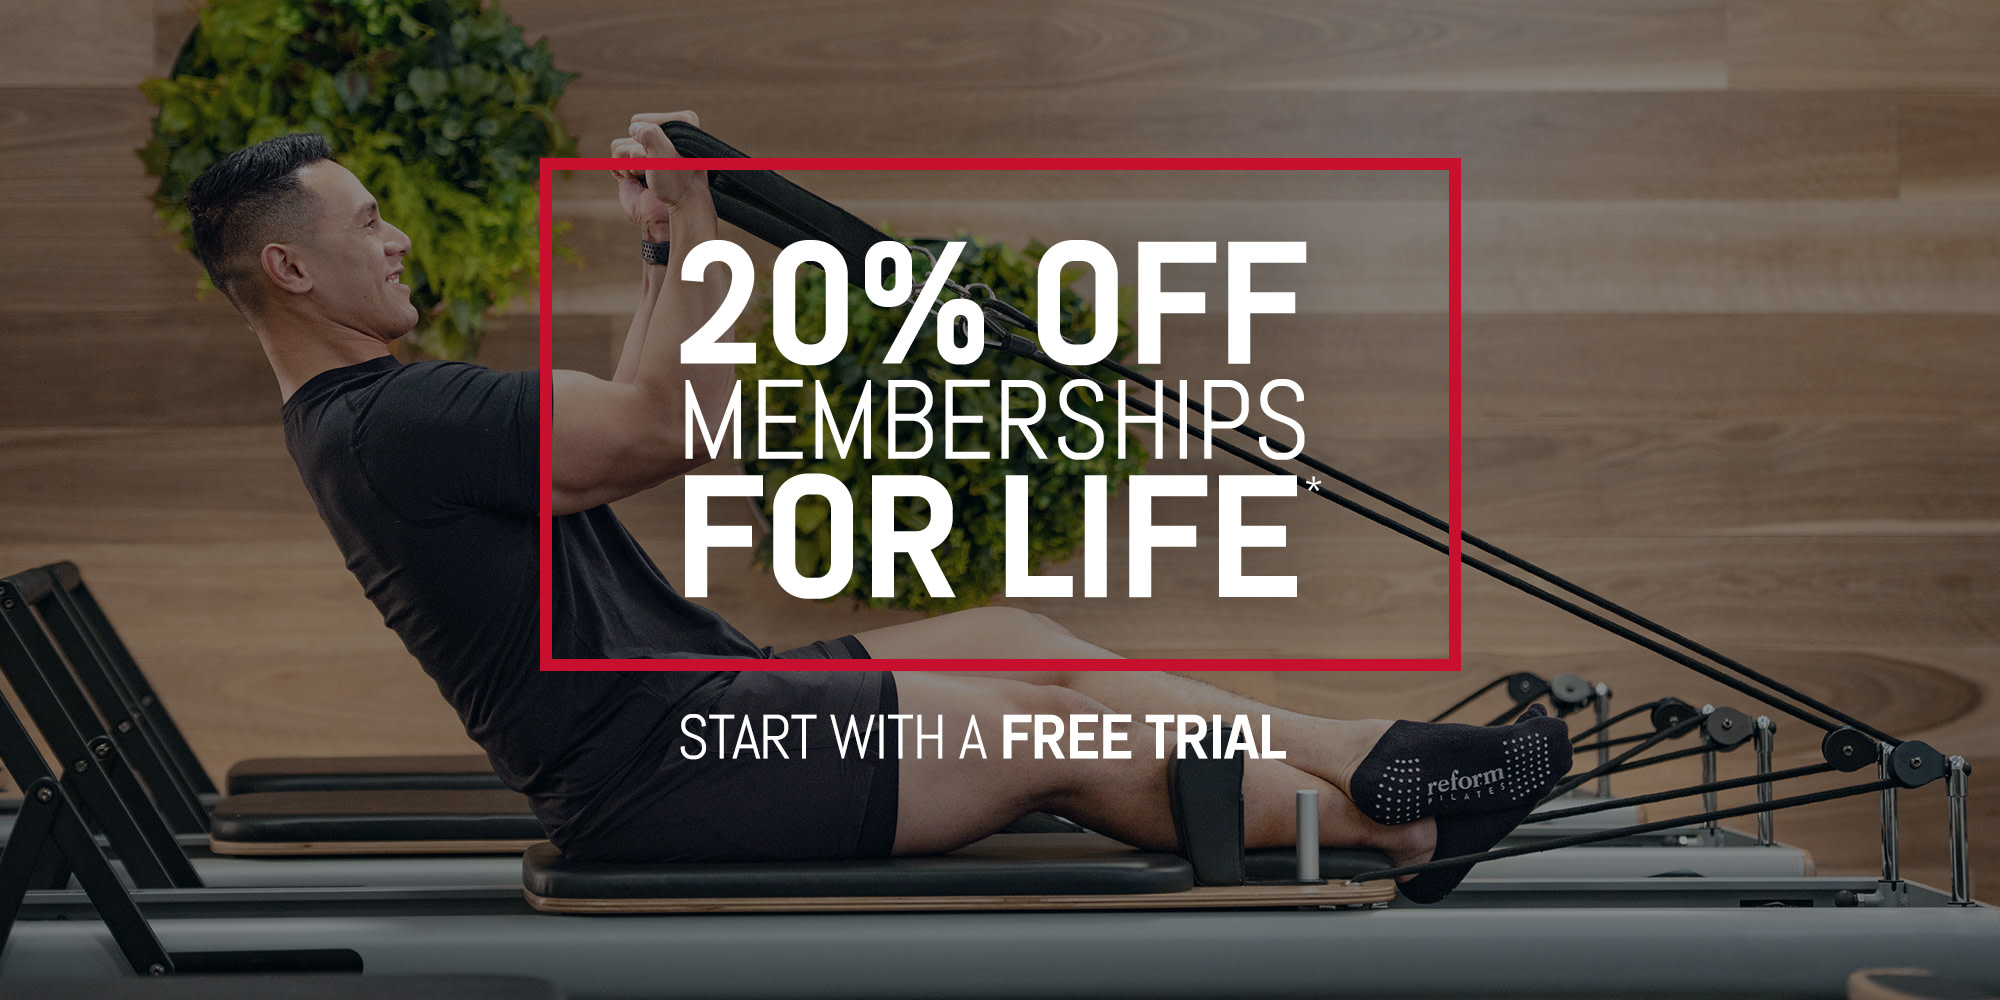 20% OFF
MEMBERSHIPS
FOR LIFE*
START WITH A FREE TRIAL
reform
PILATES